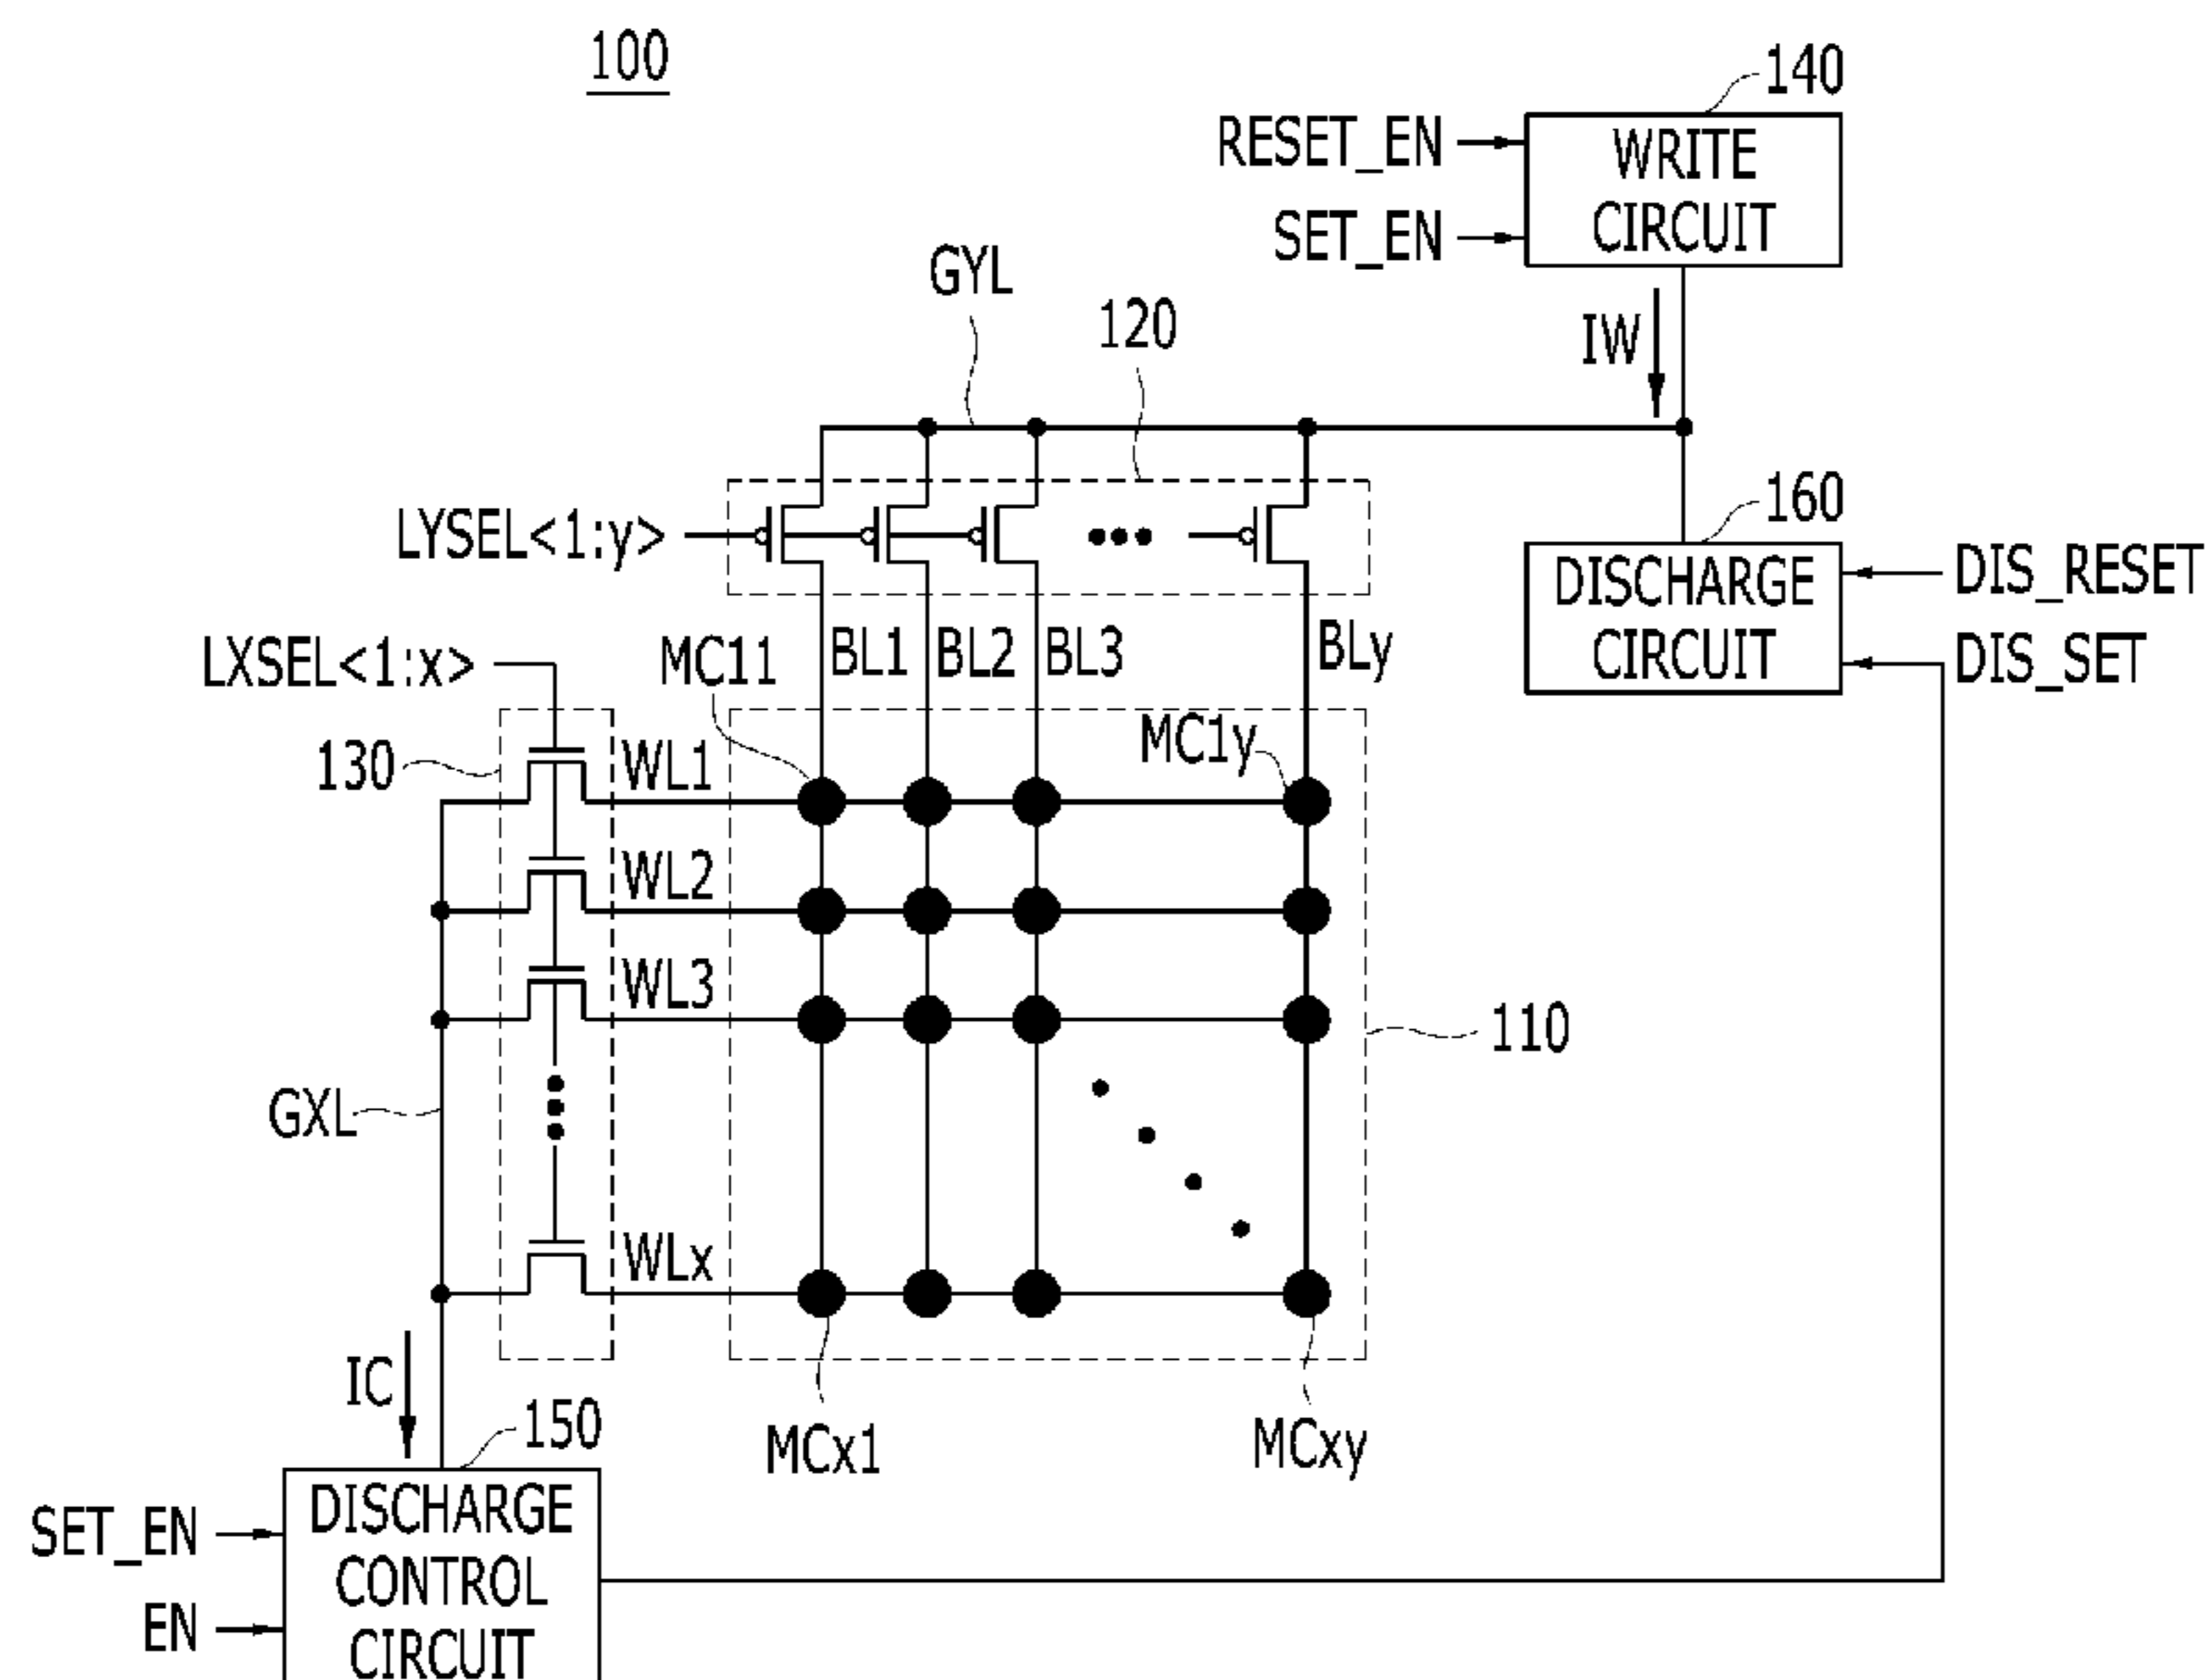 100
140
RESET_EN
WRITE
CIRCUIT
SET_EN
GYL
120
IW
160
LYSEL<1:y>
DISCHARGE
CIRCUIT
DIS_RESET
DIS_SET
BL1
BL2
BL3
BLy
LXSEL<1:x>
MC11
MC1y
130
WL1
WL2
WL3
110
GXL
WLx
IC
150
MCx1
MCxy
SET_EN
EN
DISCHARGE
CONTROL
CIRCUIT